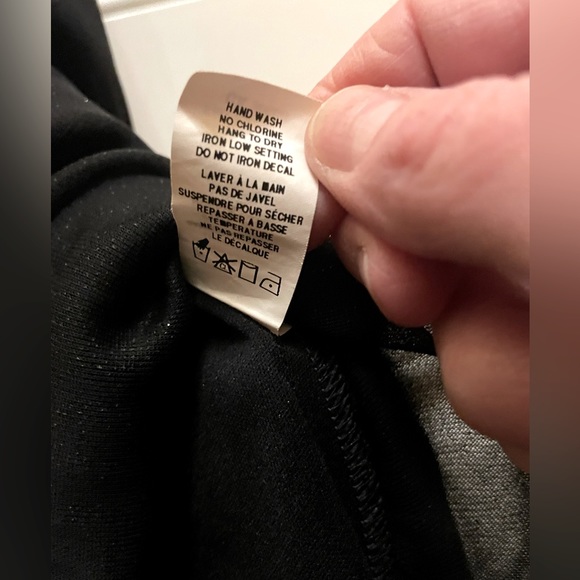 HAND WASH
NO CHLORINE
HANG TO DRY
IRON LOW SETTING
DO NOT IRON DECAL
LAVER À LA MAIN
PAS DE JAVEL
SUSPENDRE POUR SÉCHER
REPASSER À BASSE
TEMPÉRATURE
NE PAS REPASSER
LE DÉCALQUE